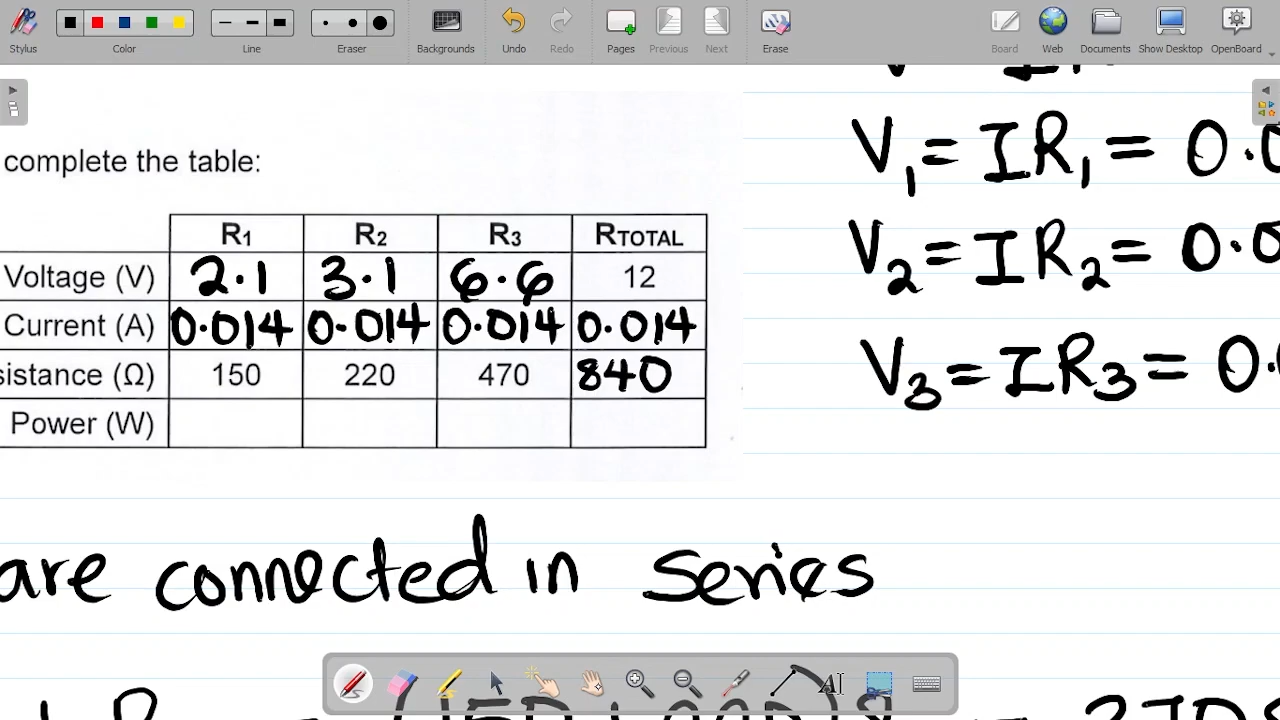 Stylus Color Line Eraser Backgrounds Undo Redo Pages Previous Next Erase Board Web Documents Show Desktop OpenBoard
complete the table:
R1 R2 R3 RTOTAL
Voltage (V) 2.1 3.1 6.6 12
Current (A) 0.014 0.014 0.014 0.014
sistance (Ω) 150 220 470 840
Power (W)
V1 = IR1 = 0.0
V2 = IR2 = 0.0
V3 = IR3 = 0.
are connected in series